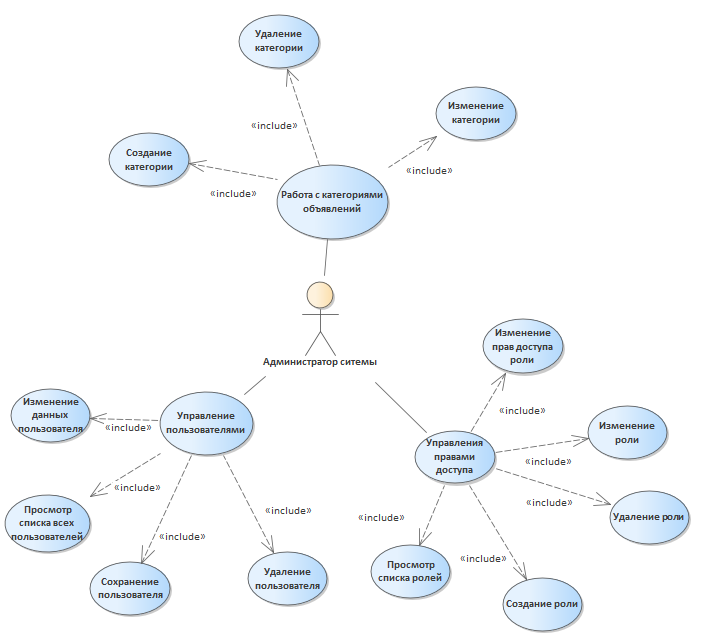 Удаление
категории
Изменение
категории
«include»
Создание
категории
«include»
«include»
Работа с категориями
объявлений
Администратор ситемы
Изменение
прав доступа
роли
Изменение
данных
пользователя
«include»
Управление
пользователями
«include»
Изменение
роли
Управления
правами
доступа
«include»
«include»
Просмотр
списка всех
пользователей
«include»
«include»
Удаление роли
«include»
«include»
«include»
Сохранение
пользователя
Удаление
пользователя
Просмотр
списка ролей
«include»
Создание роли